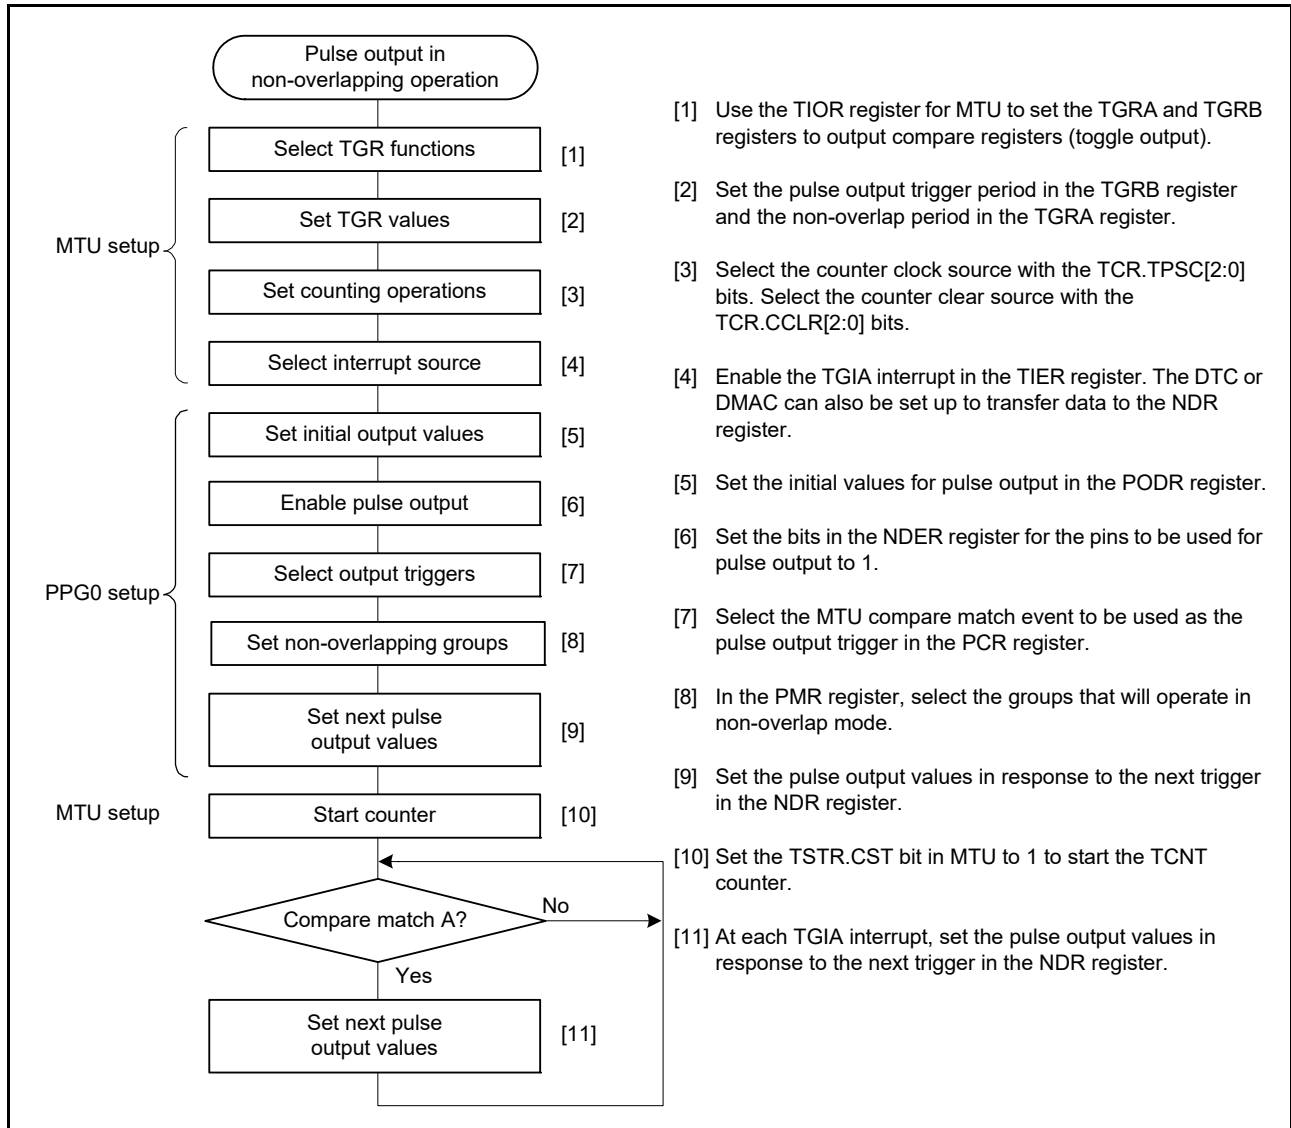 Pulse output in
non-overlapping operation
MTU setup
Select TGR functions
[1]
Set TGR values
[2]
Set counting operations
[3]
Select interrupt source
[4]
PPG0 setup
Set initial output values
[5]
Enable pulse output
[6]
Select output triggers
[7]
Set non-overlapping groups
[8]
Set next pulse
output values
[9]
MTU setup
Start counter
[10]
Compare match A?
No
Yes
Set next pulse
output values
[11]
[1] Use the TIOR register for MTU to set the TGRA and TGRB
registers to output compare registers (toggle output).
[2] Set the pulse output trigger period in the TGRB register
and the non-overlap period in the TGRA register.
[3] Select the counter clock source with the TCR.TPSC[2:0]
bits. Select the counter clear source with the
TCR.CCLR[2:0] bits.
[4] Enable the TGIA interrupt in the TIER register. The DTC or
DMAC can also be set up to transfer data to the NDR
register.
[5] Set the initial values for pulse output in the PODR register.
[6] Set the bits in the NDER register for the pins to be used for
pulse output to 1.
[7] Select the MTU compare match event to be used as the
pulse output trigger in the PCR register.
[8] In the PMR register, select the groups that will operate in
non-overlap mode.
[9] Set the pulse output values in response to the next trigger
in the NDR register.
[10] Set the TSTR.CST bit in MTU to 1 to start the TCNT
counter.
[11] At each TGIA interrupt, set the pulse output values in
response to the next trigger in the NDR register.